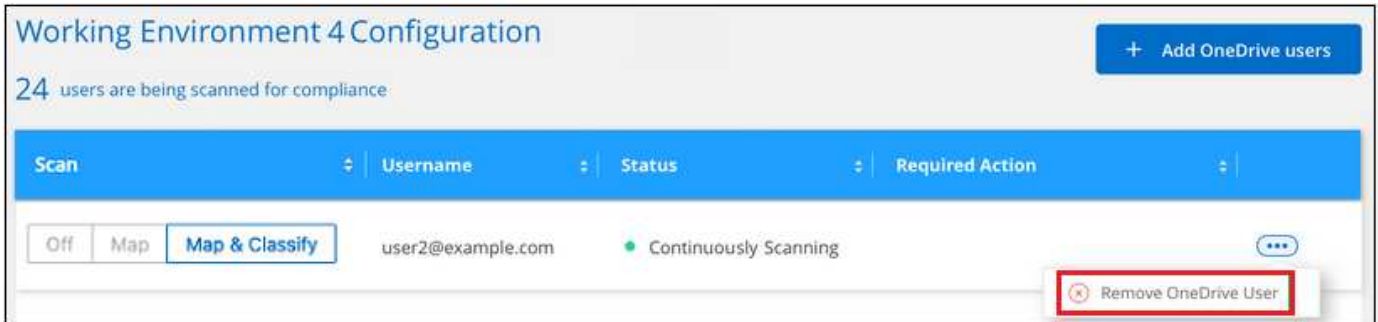 Working Environment 4 Configuration
+ Add OneDrive users
24 users are being scanned for compliance
Scan Username Status Required Action
Off Map Map & Classify user2@example.com Continuously Scanning
Remove OneDrive User